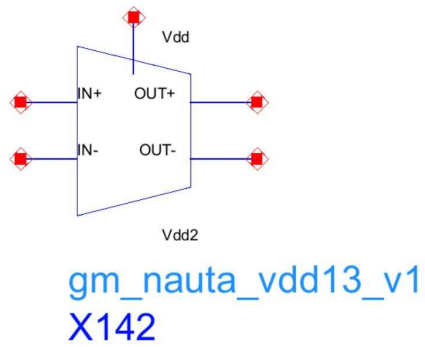 Vdd
IN+ OUT+
IN- OUT-
Vdd2
gm_nauta_vdd13_v1
X142